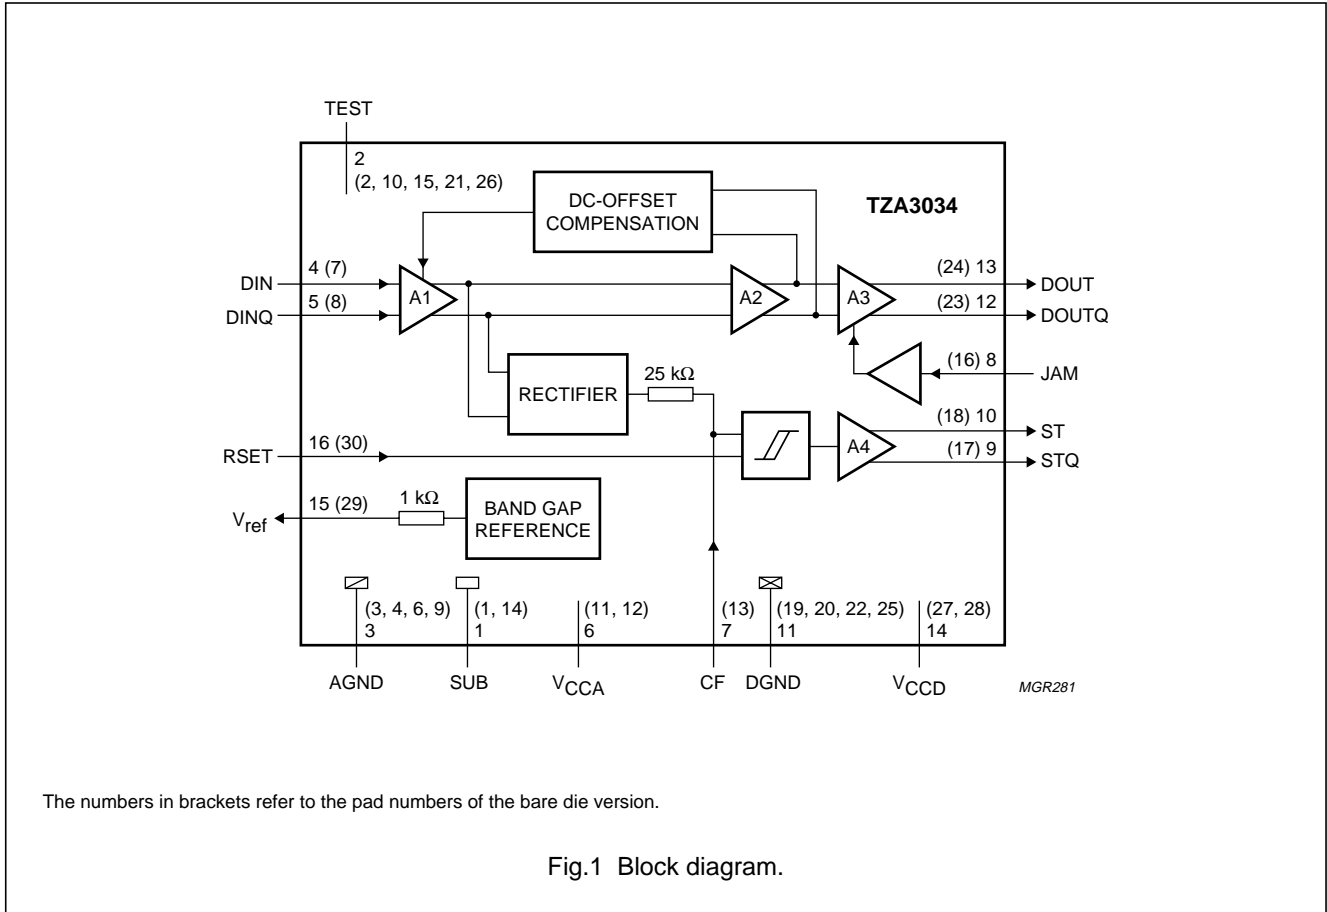 TEST
2
(2, 10, 15, 21, 26)
DC-OFFSET
COMPENSATION
TZA3034
DIN
4 (7)
A1
A2
A3
(24) 13
DOUT
DINQ
5 (8)
(23) 12
DOUTQ
RECTIFIER
25 kΩ
(16) 8
JAM
RSET
16 (30)
A4
(18) 10
ST
(17) 9
STQ
Vref
15 (29)
1 kΩ
BAND GAP
REFERENCE
(3, 4, 6, 9)
3
(1, 14)
1
(11, 12)
6
(13)
7
(19, 20, 22, 25)
11
(27, 28)
14
AGND
SUB
VCCA
CF
DGND
VCCD
MGR281
The numbers in brackets refer to the pad numbers of the bare die version.
Fig.1 Block diagram.